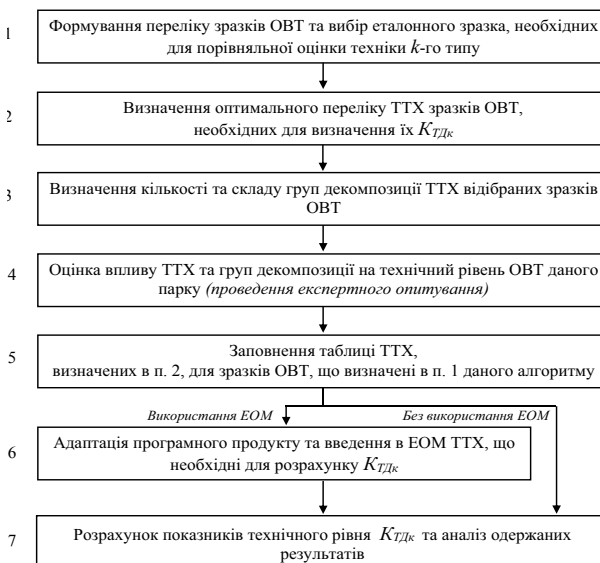 1
Формування переліку зразків ОВТ та вибір еталонного зразка, необхідних
для порівняльної оцінки техніки k-го типу
2
Визначення оптимального переліку ТТХ зразків ОВТ,
необхідних для визначення їх KТДк
3
Визначення кількості та складу груп декомпозиції ТТХ відібраних зразків
ОВТ
4
Оцінка впливу ТТХ та груп декомпозиції на технічний рівень ОВТ даного
парку (проведення експертного опитування)
5
Заповнення таблиці ТТХ,
визначених в п. 2, для зразків ОВТ, що визначені в п. 1 даного алгоритму
Використання ЕОМ
Без використання ЕОМ
6
Адаптація програмного продукту та введення в ЕОМ ТТХ, що
необхідні для розрахунку KТДк
7
Розрахунок показників технічного рівня KТДк та аналіз одержаних
результатів